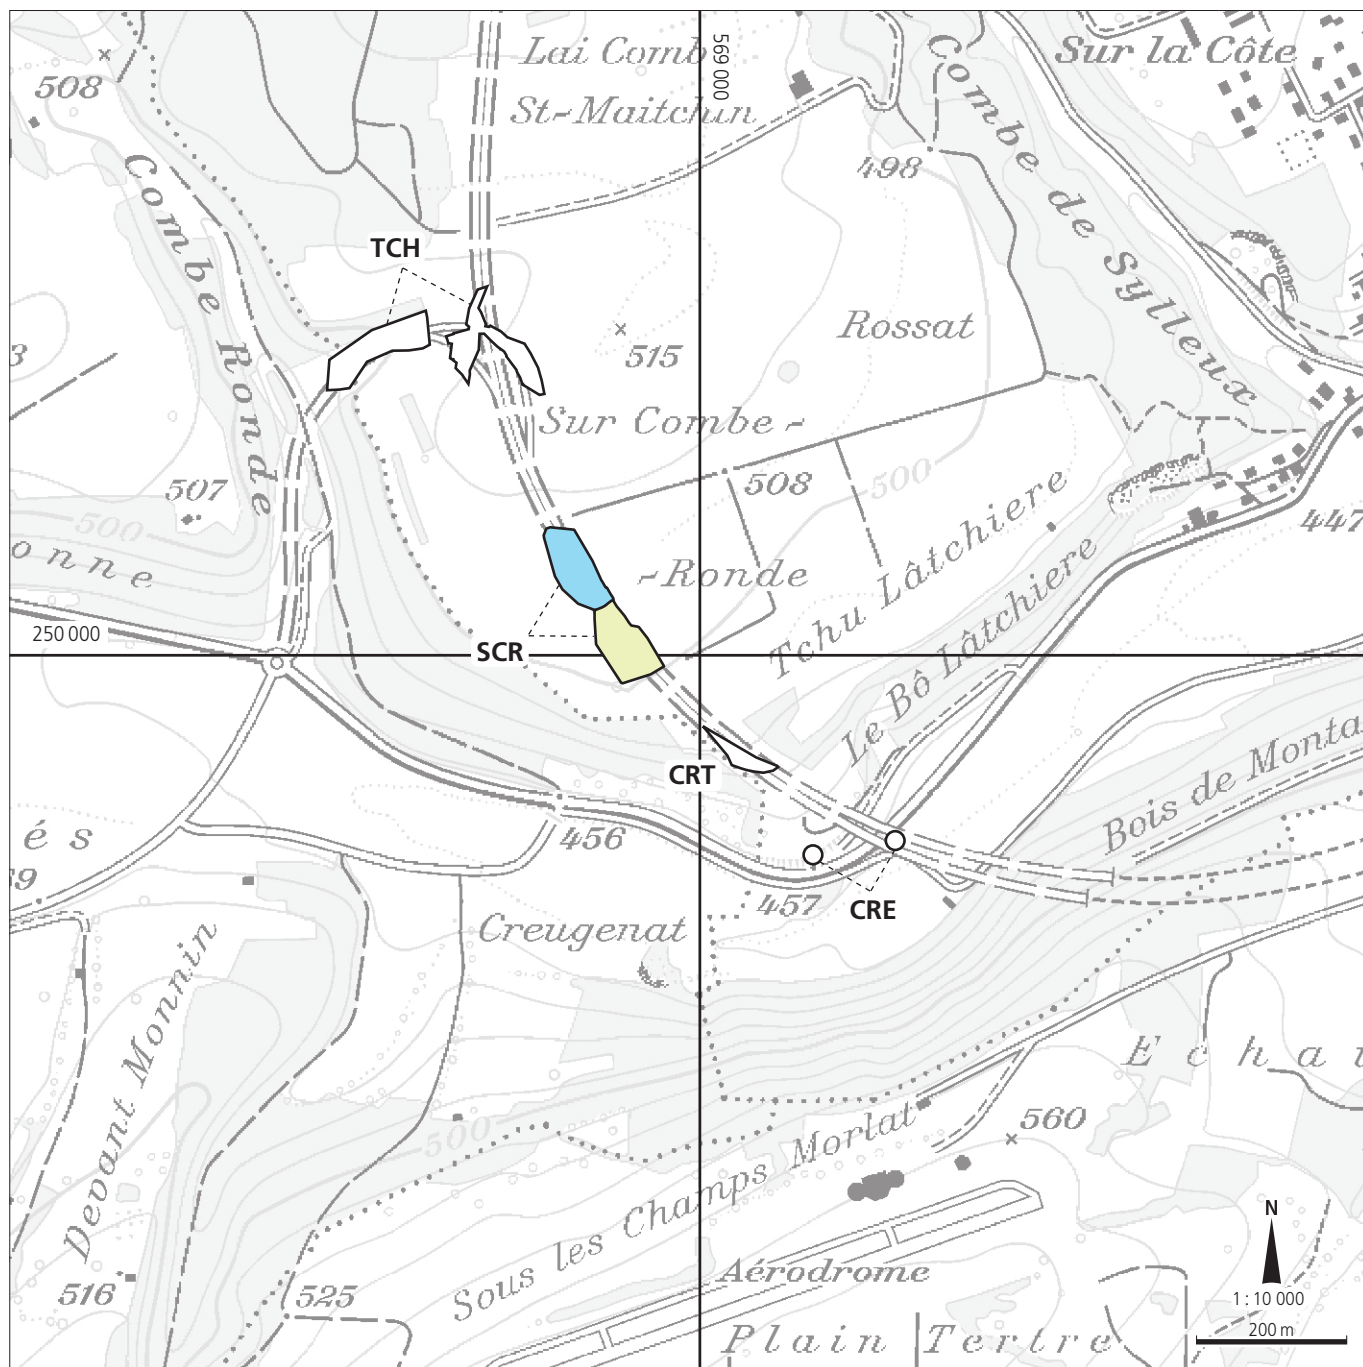 Lai Comb
St-Maitchin
569 000
Combe de Sylleux
Sur la Côte
508
498
Combe Ronde
TCH
Rossat
515
Sur Combe-
507
508
500
500
447
onne
-Ronde
Tchu Lâtchiere
Le Bô Lâtchiere
250 000
SCR
CRT
Bois de Monta
és
456
457
CRE
Creugenat
Devant Monnin
Echau
500
560
Sous les Champs Morlat
516
525
Aérodrome
Plain Tertre
N
1 : 10 000
200 m